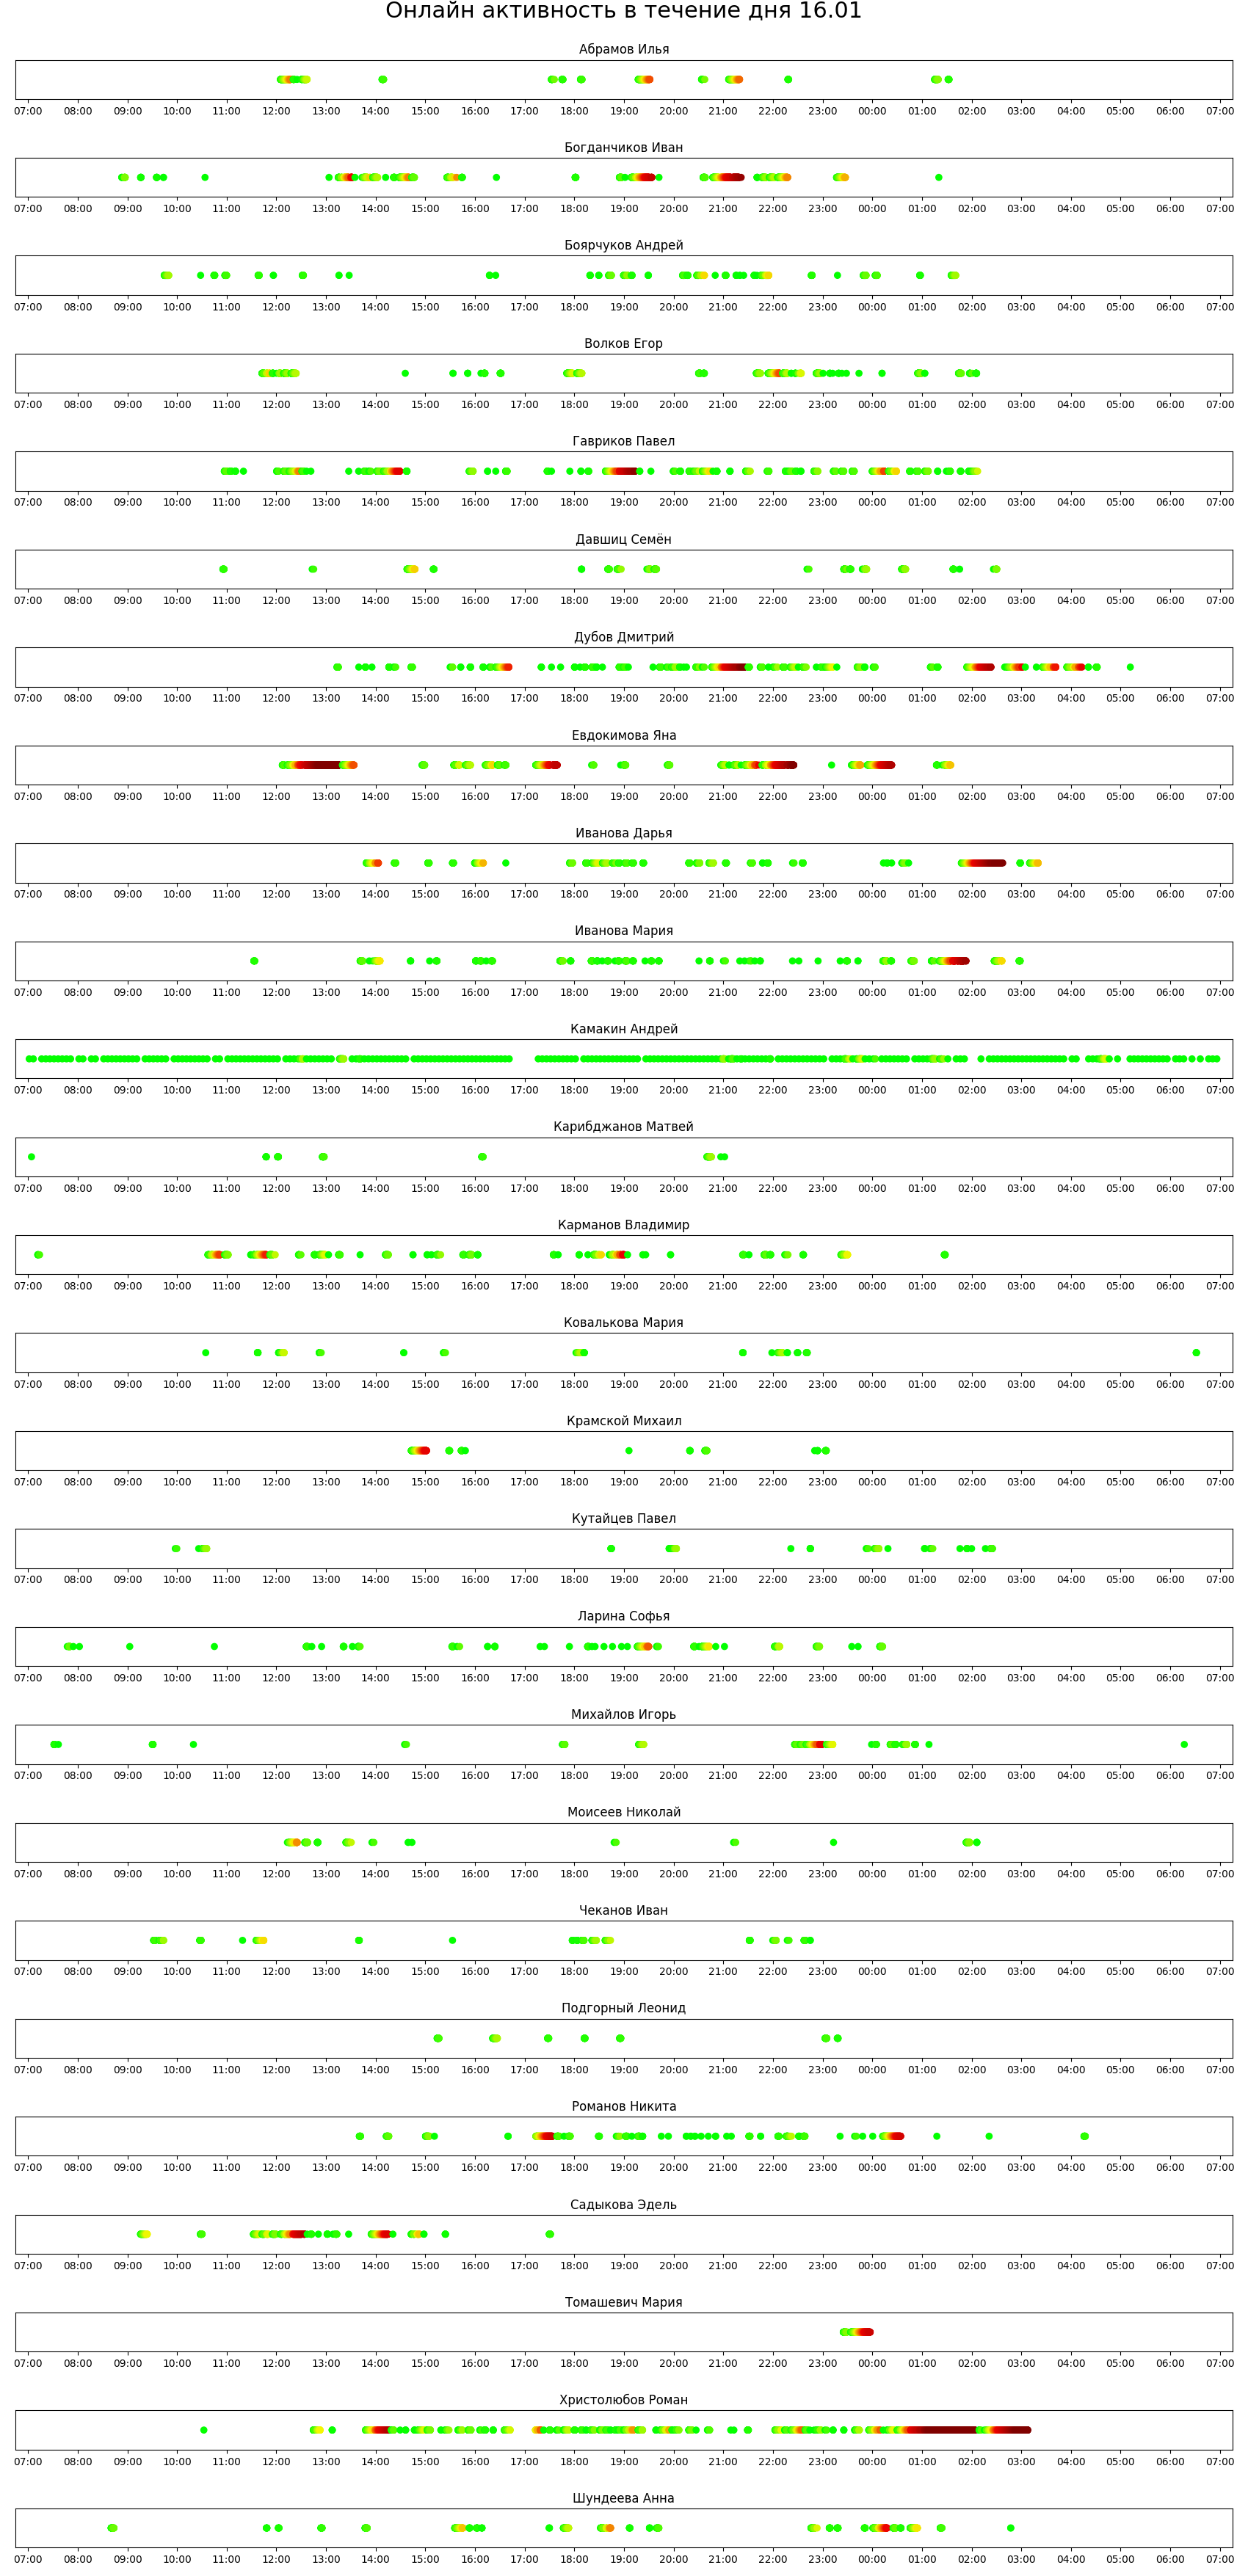 Онлайн активность в течение дня 16.01
Абрамов Илья
07:00 08:00 09:00 10:00 11:00 12:00 13:00 14:00 15:00 16:00 17:00 18:00 19:00 20:00 21:00 22:00 23:00 00:00 01:00 02:00 03:00 04:00 05:00 06:00 07:00
Богданчиков Иван
07:00 08:00 09:00 10:00 11:00 12:00 13:00 14:00 15:00 16:00 17:00 18:00 19:00 20:00 21:00 22:00 23:00 00:00 01:00 02:00 03:00 04:00 05:00 06:00 07:00
Боярчуков Андрей
07:00 08:00 09:00 10:00 11:00 12:00 13:00 14:00 15:00 16:00 17:00 18:00 19:00 20:00 21:00 22:00 23:00 00:00 01:00 02:00 03:00 04:00 05:00 06:00 07:00
Волков Егор
07:00 08:00 09:00 10:00 11:00 12:00 13:00 14:00 15:00 16:00 17:00 18:00 19:00 20:00 21:00 22:00 23:00 00:00 01:00 02:00 03:00 04:00 05:00 06:00 07:00
Гавриков Павел
07:00 08:00 09:00 10:00 11:00 12:00 13:00 14:00 15:00 16:00 17:00 18:00 19:00 20:00 21:00 22:00 23:00 00:00 01:00 02:00 03:00 04:00 05:00 06:00 07:00
Давшиц Семён
07:00 08:00 09:00 10:00 11:00 12:00 13:00 14:00 15:00 16:00 17:00 18:00 19:00 20:00 21:00 22:00 23:00 00:00 01:00 02:00 03:00 04:00 05:00 06:00 07:00
Дубов Дмитрий
07:00 08:00 09:00 10:00 11:00 12:00 13:00 14:00 15:00 16:00 17:00 18:00 19:00 20:00 21:00 22:00 23:00 00:00 01:00 02:00 03:00 04:00 05:00 06:00 07:00
Евдокимова Яна
07:00 08:00 09:00 10:00 11:00 12:00 13:00 14:00 15:00 16:00 17:00 18:00 19:00 20:00 21:00 22:00 23:00 00:00 01:00 02:00 03:00 04:00 05:00 06:00 07:00
Иванова Дарья
07:00 08:00 09:00 10:00 11:00 12:00 13:00 14:00 15:00 16:00 17:00 18:00 19:00 20:00 21:00 22:00 23:00 00:00 01:00 02:00 03:00 04:00 05:00 06:00 07:00
Иванова Мария
07:00 08:00 09:00 10:00 11:00 12:00 13:00 14:00 15:00 16:00 17:00 18:00 19:00 20:00 21:00 22:00 23:00 00:00 01:00 02:00 03:00 04:00 05:00 06:00 07:00
Камакин Андрей
07:00 08:00 09:00 10:00 11:00 12:00 13:00 14:00 15:00 16:00 17:00 18:00 19:00 20:00 21:00 22:00 23:00 00:00 01:00 02:00 03:00 04:00 05:00 06:00 07:00
Карибджанов Матвей
07:00 08:00 09:00 10:00 11:00 12:00 13:00 14:00 15:00 16:00 17:00 18:00 19:00 20:00 21:00 22:00 23:00 00:00 01:00 02:00 03:00 04:00 05:00 06:00 07:00
Карманов Владимир
07:00 08:00 09:00 10:00 11:00 12:00 13:00 14:00 15:00 16:00 17:00 18:00 19:00 20:00 21:00 22:00 23:00 00:00 01:00 02:00 03:00 04:00 05:00 06:00 07:00
Ковалькова Мария
07:00 08:00 09:00 10:00 11:00 12:00 13:00 14:00 15:00 16:00 17:00 18:00 19:00 20:00 21:00 22:00 23:00 00:00 01:00 02:00 03:00 04:00 05:00 06:00 07:00
Крамской Михаил
07:00 08:00 09:00 10:00 11:00 12:00 13:00 14:00 15:00 16:00 17:00 18:00 19:00 20:00 21:00 22:00 23:00 00:00 01:00 02:00 03:00 04:00 05:00 06:00 07:00
Кутайцев Павел
07:00 08:00 09:00 10:00 11:00 12:00 13:00 14:00 15:00 16:00 17:00 18:00 19:00 20:00 21:00 22:00 23:00 00:00 01:00 02:00 03:00 04:00 05:00 06:00 07:00
Ларина Софья
07:00 08:00 09:00 10:00 11:00 12:00 13:00 14:00 15:00 16:00 17:00 18:00 19:00 20:00 21:00 22:00 23:00 00:00 01:00 02:00 03:00 04:00 05:00 06:00 07:00
Михайлов Игорь
07:00 08:00 09:00 10:00 11:00 12:00 13:00 14:00 15:00 16:00 17:00 18:00 19:00 20:00 21:00 22:00 23:00 00:00 01:00 02:00 03:00 04:00 05:00 06:00 07:00
Моисеев Николай
07:00 08:00 09:00 10:00 11:00 12:00 13:00 14:00 15:00 16:00 17:00 18:00 19:00 20:00 21:00 22:00 23:00 00:00 01:00 02:00 03:00 04:00 05:00 06:00 07:00
Чеканов Иван
07:00 08:00 09:00 10:00 11:00 12:00 13:00 14:00 15:00 16:00 17:00 18:00 19:00 20:00 21:00 22:00 23:00 00:00 01:00 02:00 03:00 04:00 05:00 06:00 07:00
Подгорный Леонид
07:00 08:00 09:00 10:00 11:00 12:00 13:00 14:00 15:00 16:00 17:00 18:00 19:00 20:00 21:00 22:00 23:00 00:00 01:00 02:00 03:00 04:00 05:00 06:00 07:00
Романов Никита
07:00 08:00 09:00 10:00 11:00 12:00 13:00 14:00 15:00 16:00 17:00 18:00 19:00 20:00 21:00 22:00 23:00 00:00 01:00 02:00 03:00 04:00 05:00 06:00 07:00
Садыкова Эдель
07:00 08:00 09:00 10:00 11:00 12:00 13:00 14:00 15:00 16:00 17:00 18:00 19:00 20:00 21:00 22:00 23:00 00:00 01:00 02:00 03:00 04:00 05:00 06:00 07:00
Томашевич Мария
07:00 08:00 09:00 10:00 11:00 12:00 13:00 14:00 15:00 16:00 17:00 18:00 19:00 20:00 21:00 22:00 23:00 00:00 01:00 02:00 03:00 04:00 05:00 06:00 07:00
Христолюбов Роман
07:00 08:00 09:00 10:00 11:00 12:00 13:00 14:00 15:00 16:00 17:00 18:00 19:00 20:00 21:00 22:00 23:00 00:00 01:00 02:00 03:00 04:00 05:00 06:00 07:00
Шундеева Анна
07:00 08:00 09:00 10:00 11:00 12:00 13:00 14:00 15:00 16:00 17:00 18:00 19:00 20:00 21:00 22:00 23:00 00:00 01:00 02:00 03:00 04:00 05:00 06:00 07:00